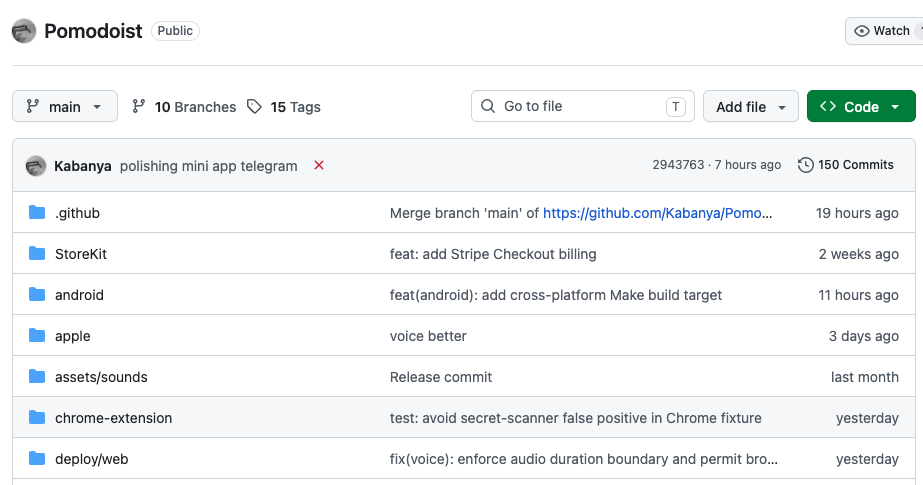 Pomodoist Public Watch
main 10 Branches 15 Tags Go to file T Add file Code
Kabanya polishing mini app telegram 2943763 · 7 hours ago 150 Commits
.github Merge branch 'main' of https://github.com/Kabanya/Pomo... 19 hours ago
StoreKit feat: add Stripe Checkout billing 2 weeks ago
android feat(android): add cross-platform Make build target 11 hours ago
apple voice better 3 days ago
assets/sounds Release commit last month
chrome-extension test: avoid secret-scanner false positive in Chrome fixture yesterday
deploy/web fix(voice): enforce audio duration boundary and permit bro... yesterday